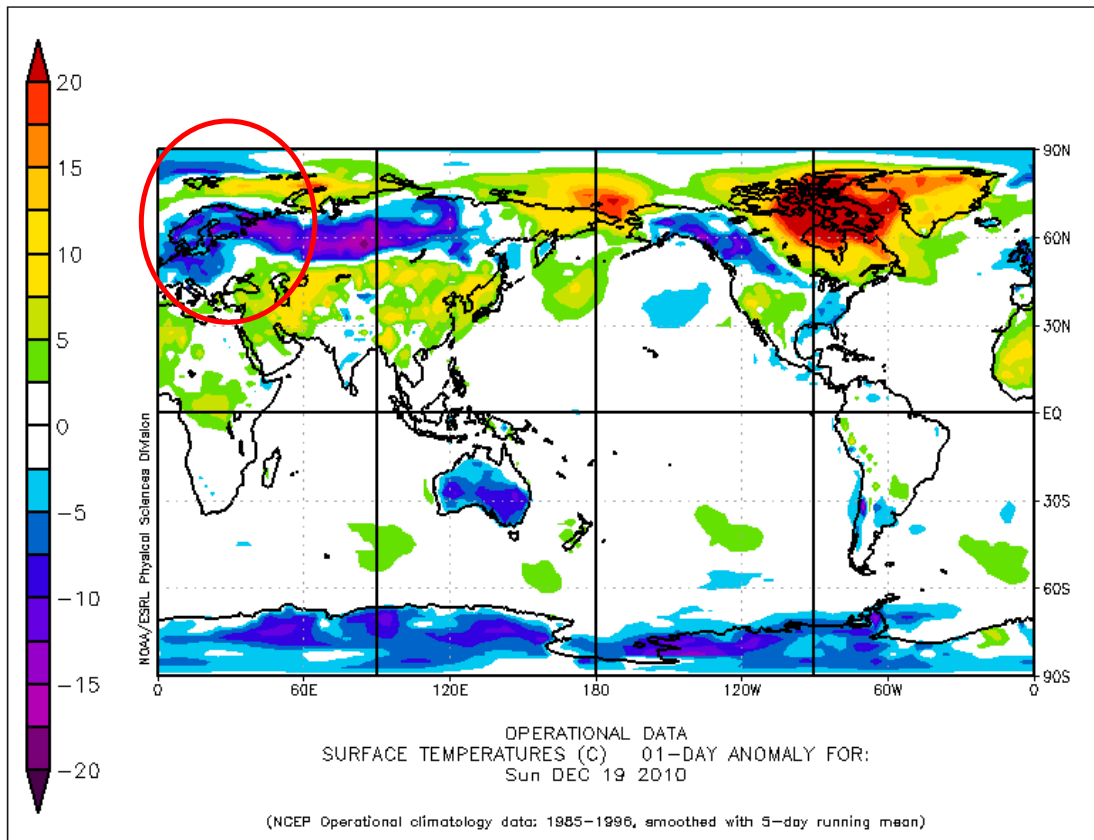 20
15
10
5
0
−5
−10
−15
−20
NOAA/ESRL Physical Sciences Division
90N
60N
30N
EQ
30S
60S
90S
0
60E
120E
180
120W
60W
0
OPERATIONAL DATA
SURFACE TEMPERATURES (C) 01−DAY ANOMALY FOR:
Sun DEC 19 2010
(NCEP Operational climatology data: 1985−1996, smoothed with 5−day running mean)